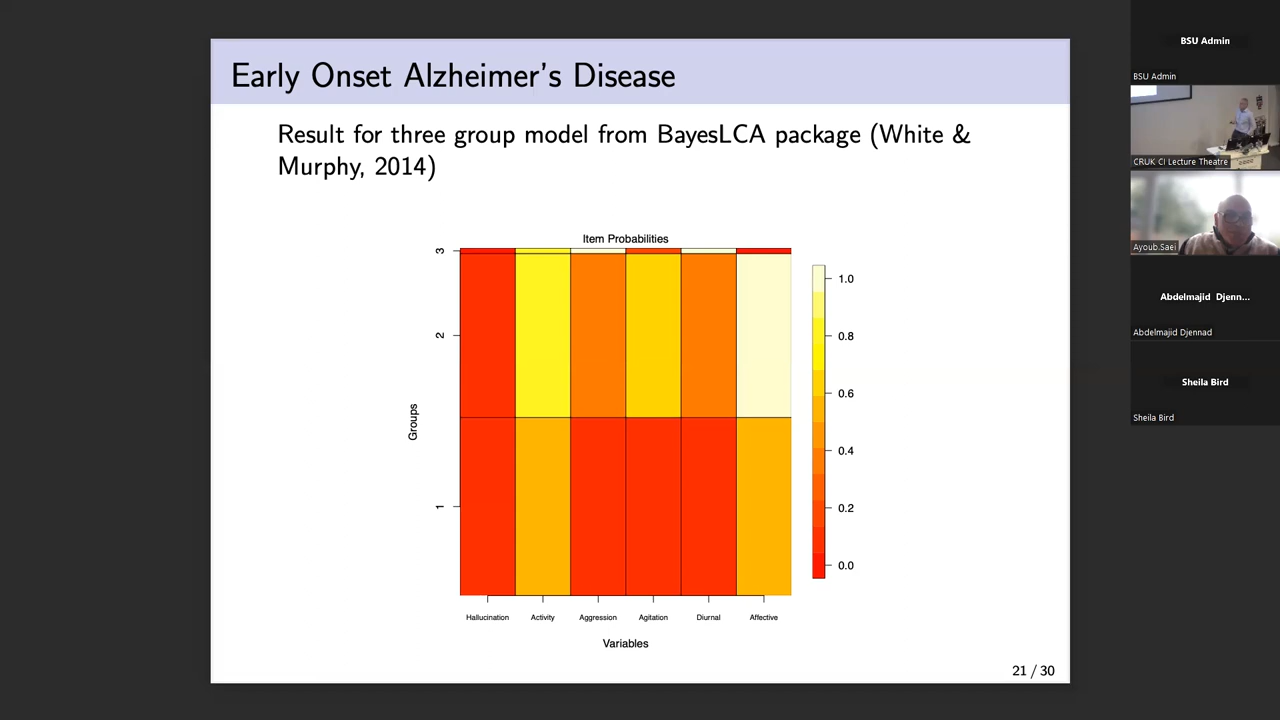 Early Onset Alzheimer's Disease
Result for three group model from BayesLCA package (White &
Murphy, 2014)
Item Probabilities
3
2
1
Groups
1.0
0.8
0.6
0.4
0.2
0.0
Hallucination Activity Aggression Agitation Diurnal Affective
Variables
21 / 30
BSU Admin
BSU Admin
CRUK CI Lecture Theatre
Ayoub.Saei
Abdelmajid Djenn...
Abdelmajid Djennad
Sheila Bird
Sheila Bird